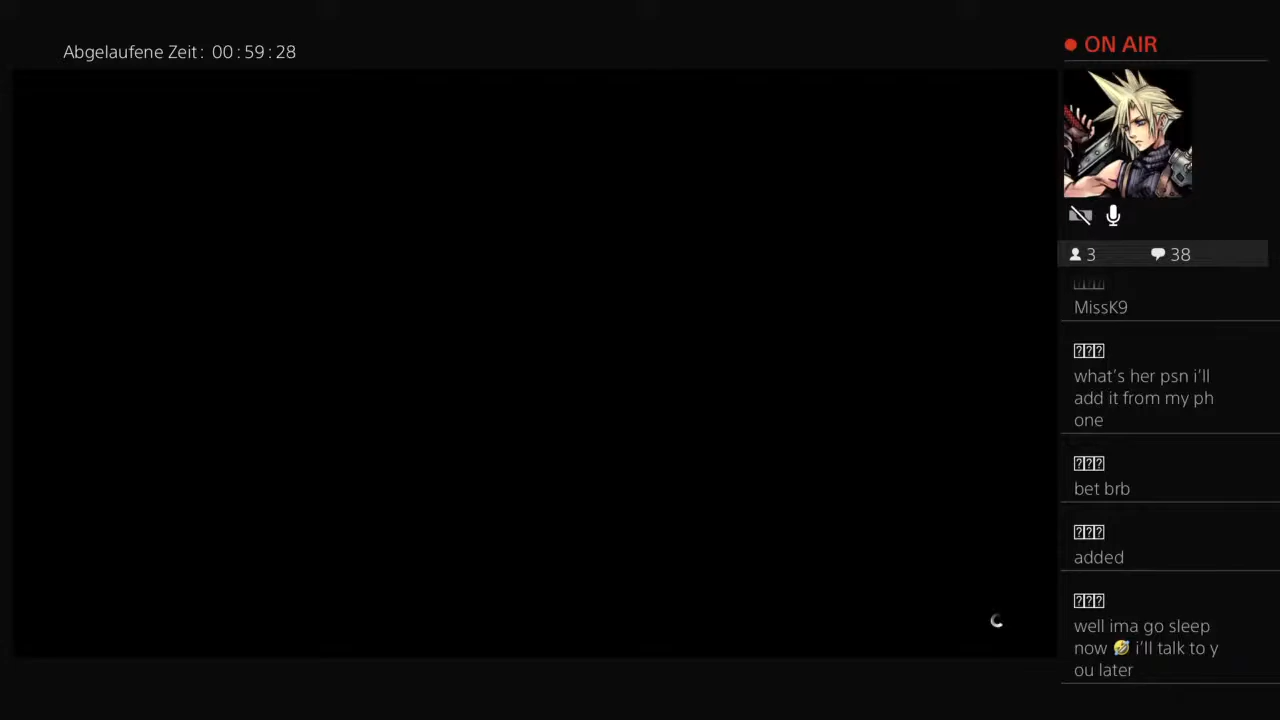 Abgelaufene Zeit: 00:59:28
ON AIR
3 38
MissK9
what's her psn i'll
add it from my ph
one
bet brb
added
well ima go sleep
now 🤣 i'll talk to y
ou later